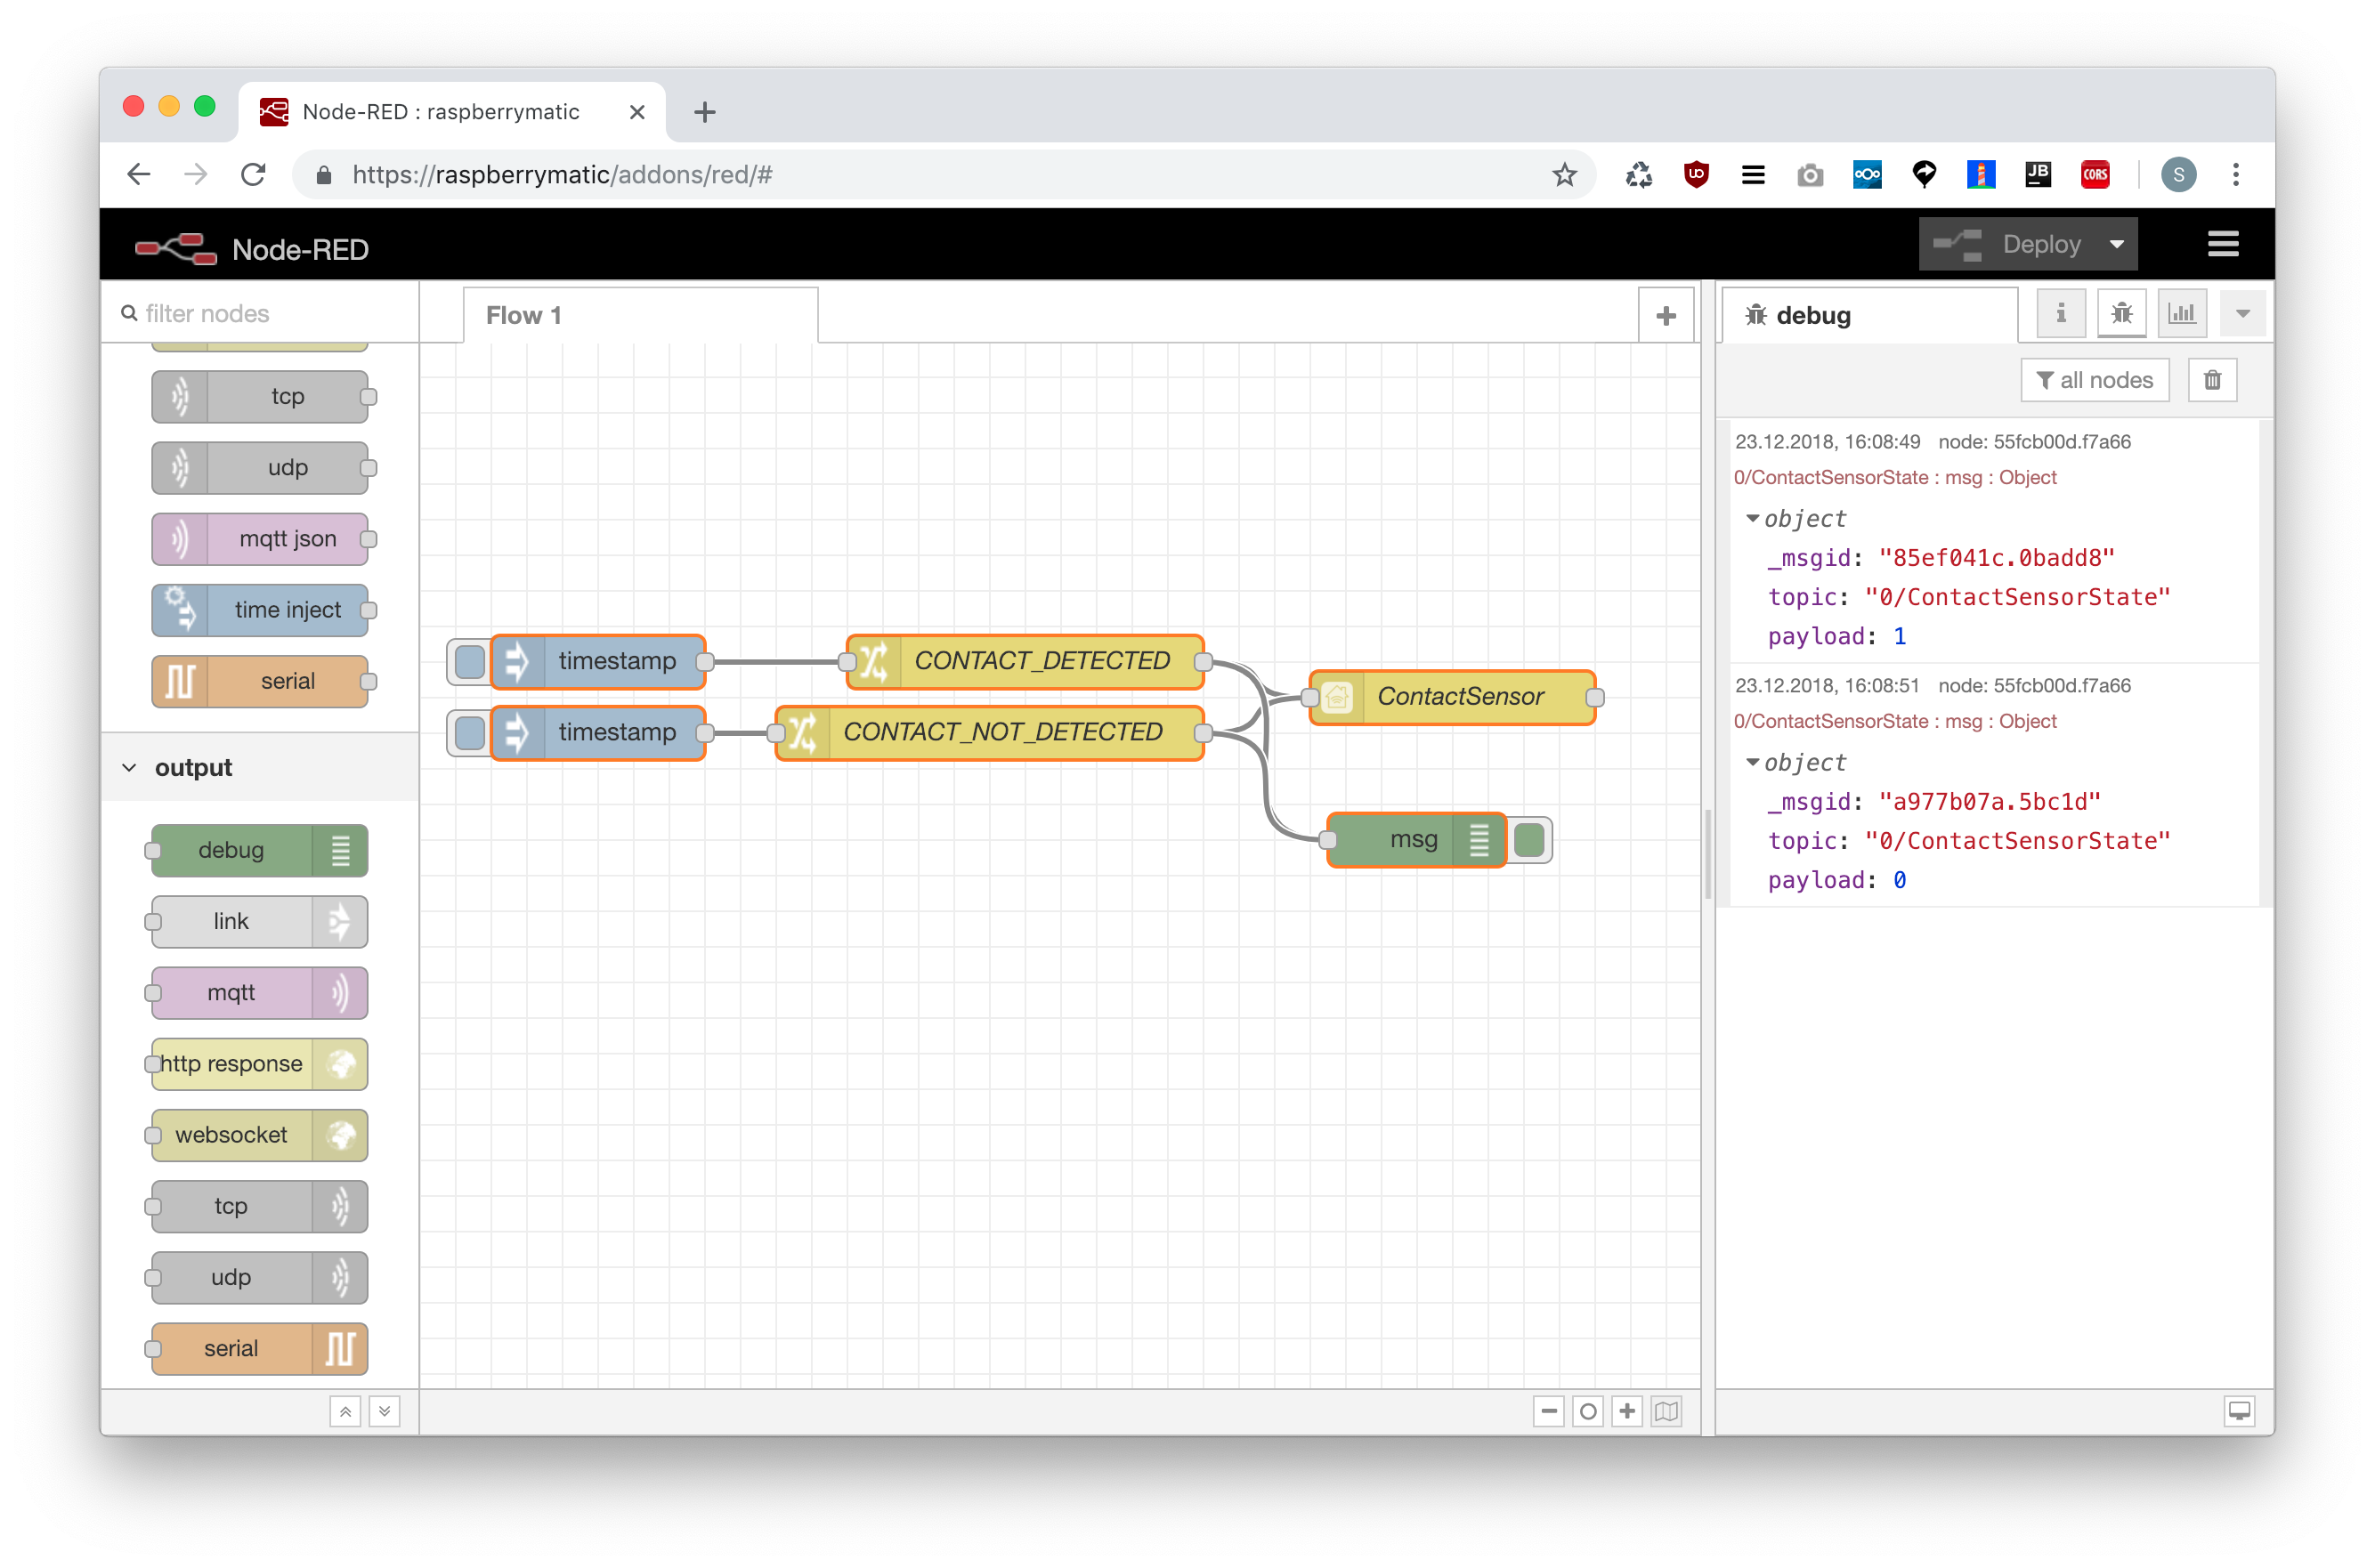 Node-RED : raspberrymatic
https://raspberrymatic/addons/red/#
UD
JB
CORS
S
Node-RED
Deploy
filter nodes
Flow 1
debug
i
all nodes
tcp
udp
mqtt json
time inject
serial
output
debug
link
mqtt
http response
websocket
tcp
udp
serial
timestamp
CONTACT_DETECTED
timestamp
CONTACT_NOT_DETECTED
ContactSensor
msg
23.12.2018, 16:08:49 node: 55fcb00d.f7a66
0/ContactSensorState : msg : Object
object
_msgid: "85ef041c.0badd8"
topic: "0/ContactSensorState"
payload: 1
23.12.2018, 16:08:51 node: 55fcb00d.f7a66
0/ContactSensorState : msg : Object
object
_msgid: "a977b07a.5bc1d"
topic: "0/ContactSensorState"
payload: 0